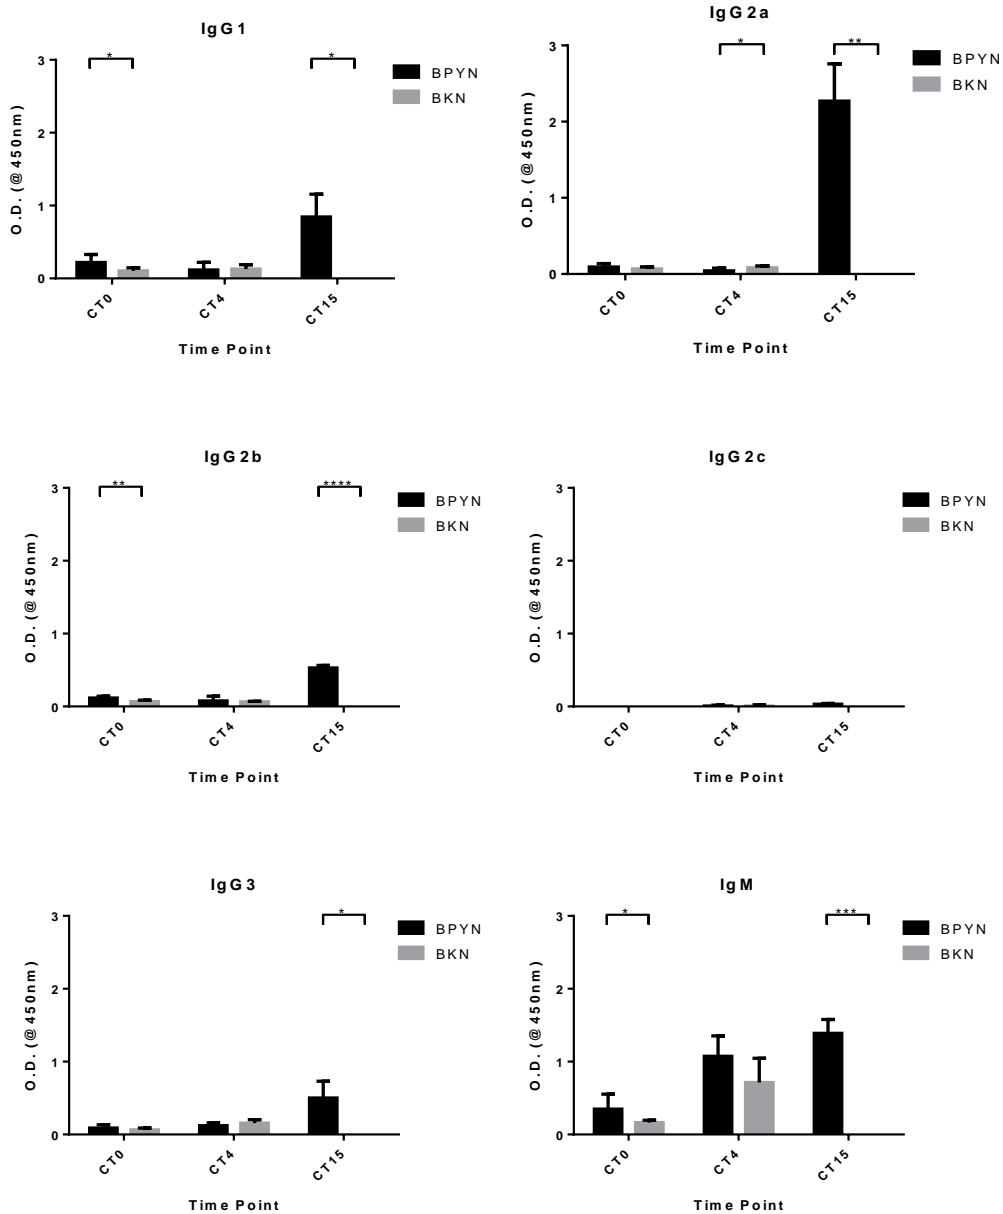 IgG1
* *
3
2
1
0
O.D. (@450nm)
CT0 CT4 CT15
Time Point
BPYN
BKN
IgG2a
* **
3
2
1
0
O.D. (@450nm)
CT0 CT4 CT15
Time Point
BPYN
BKN
IgG2b
** ****
3
2
1
0
O.D. (@450nm)
CT0 CT4 CT15
Time Point
BPYN
BKN
IgG2c
3
2
1
0
O.D. (@450nm)
CT0 CT4 CT15
Time Point
BPYN
BKN
IgG3
*
3
2
1
0
O.D. (@450nm)
CT0 CT4 CT15
Time Point
BPYN
BKN
IgM
* ***
3
2
1
0
O.D. (@450nm)
CT0 CT4 CT15
Time Point
BPYN
BKN